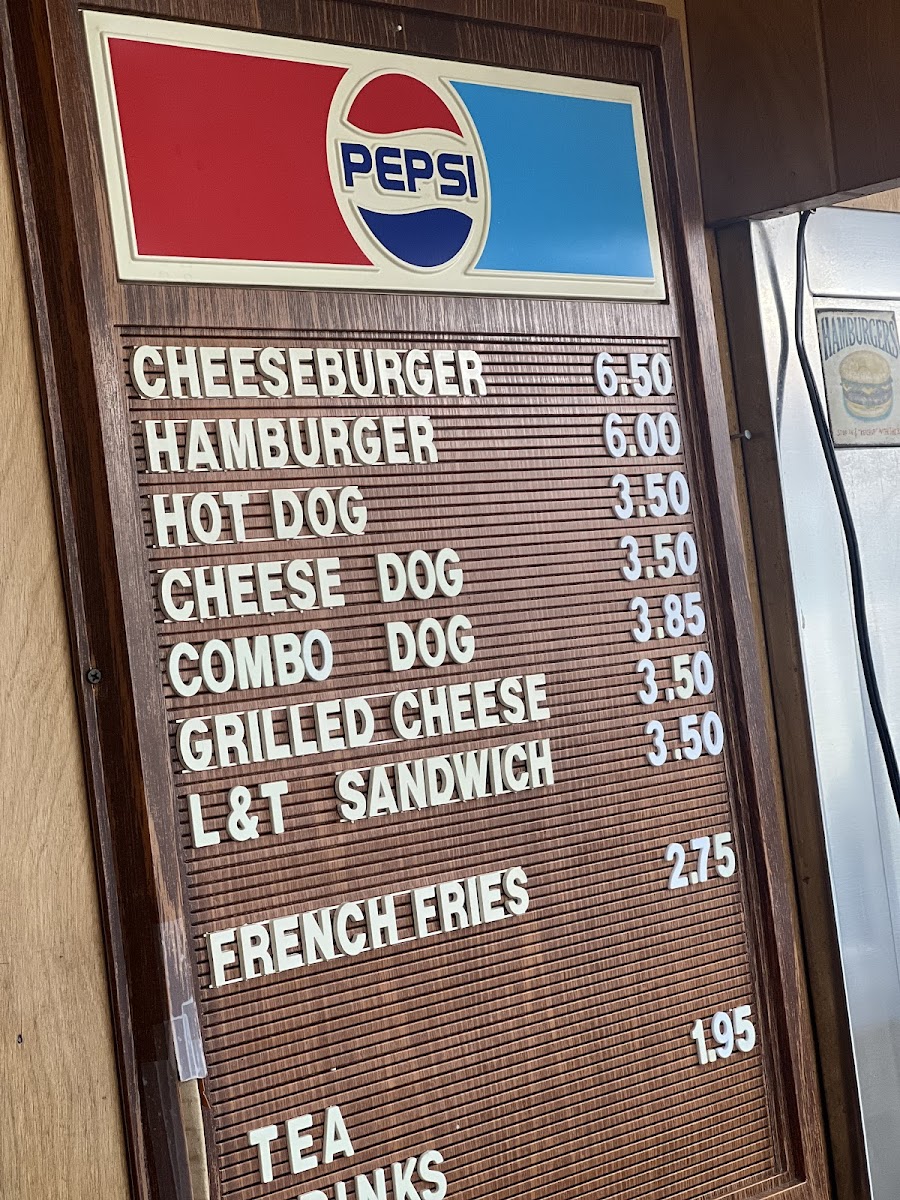 PEPSI
CHEESEBURGER 6.50
HAMBURGER 6.00
HOT DOG 3.50
CHEESE DOG 3.50
COMBO DOG 3.85
GRILLED CHEESE 3.50
L&T SANDWICH 3.50
FRENCH FRIES 2.75
TEA 1.95
HAMBURGERS